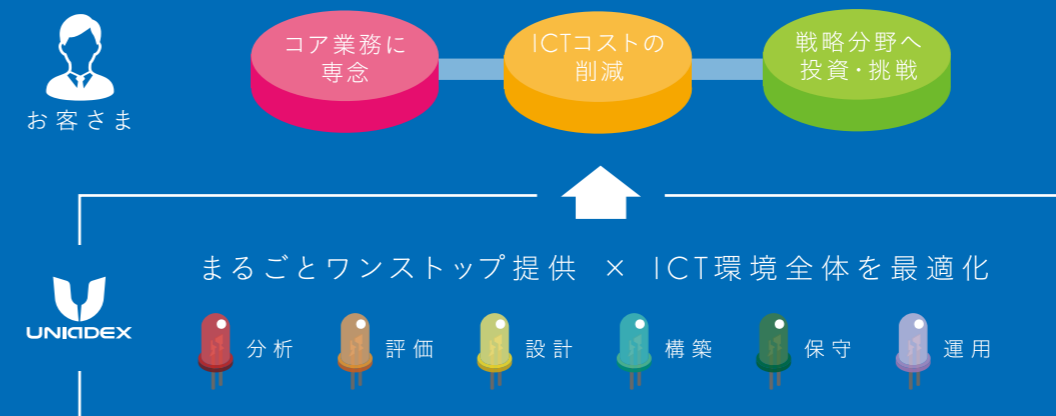 コア業務に
専念
ICTコストの
削減
戦略分野へ
投資・挑戦
お客さま
まるごとワンストップ提供 × ICT環境全体を最適化
UNIADEX
分析
評価
設計
構築
保守
運用